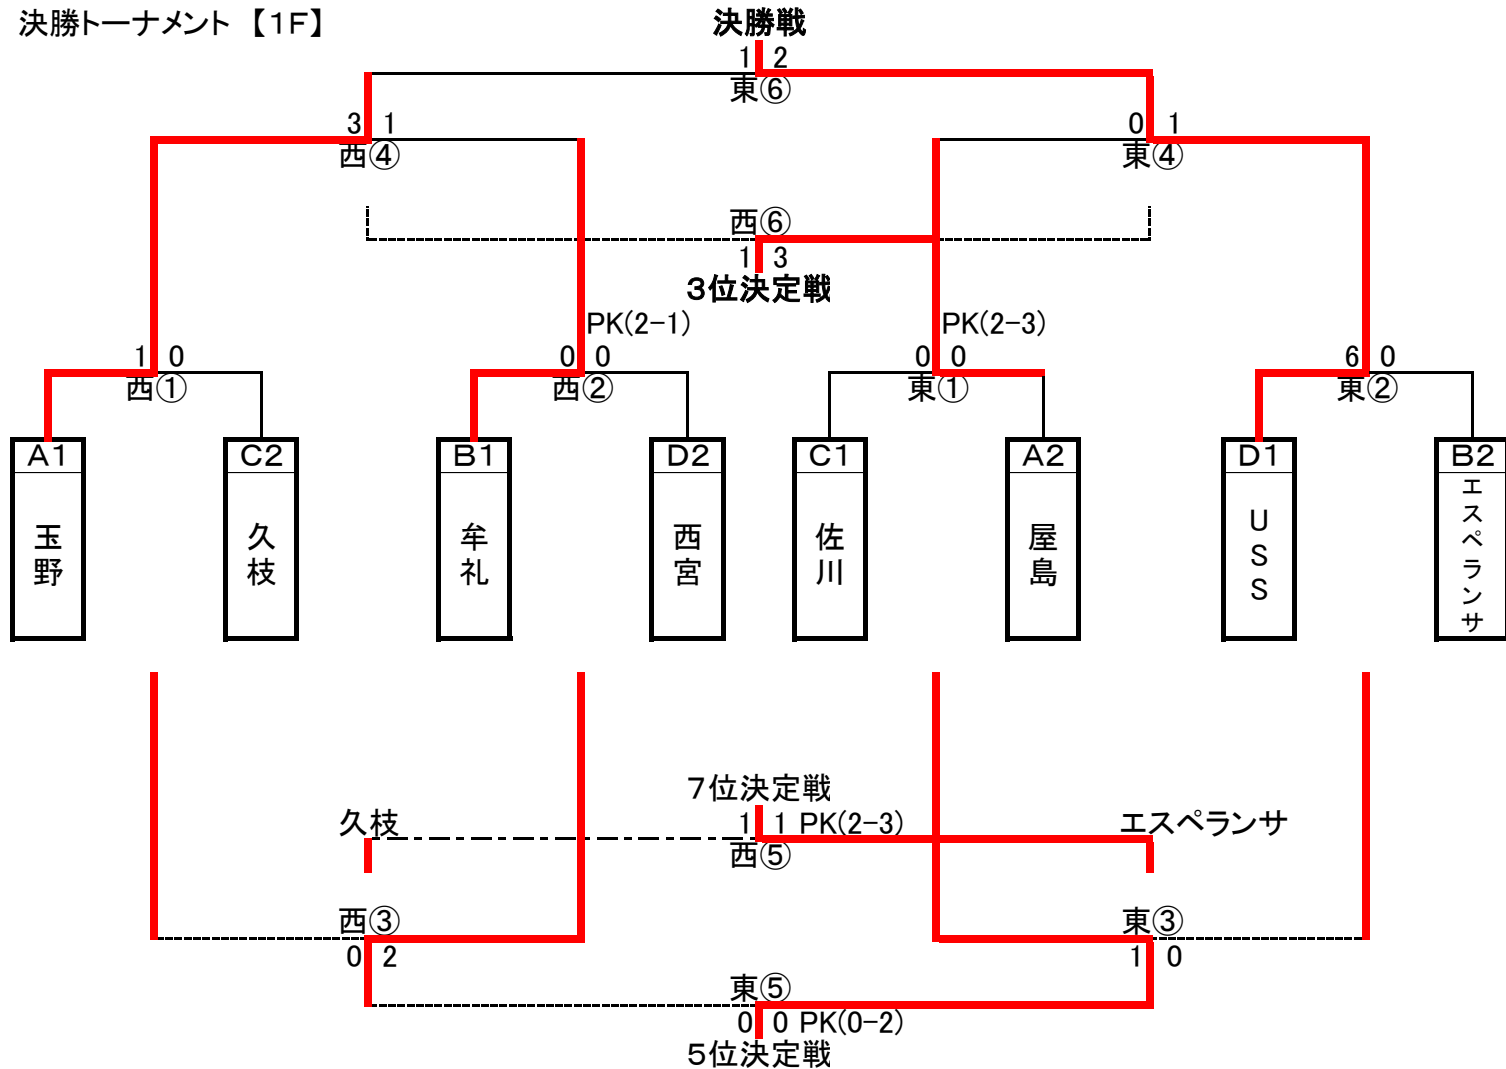 決勝トーナメント 【1F】
決勝戦
1 2
東⑥
3 1
西④
0 1
東④
西⑥
1 3
3位決定戦
PK(2-1)
PK(2-3)
1 0
西①
0 0
西②
0 0
東①
6 0
東②
A1
C2
B1
D2
C1
A2
D1
B2
玉野
久枝
牟礼
西宮
佐川
屋島
USS
エスペランサ
7位決定戦
久枝
1 1 PK(2-3)
エスペランサ
西⑤
西③
0 2
東③
1 0
東⑤
0 0 PK(0-2)
5位決定戦